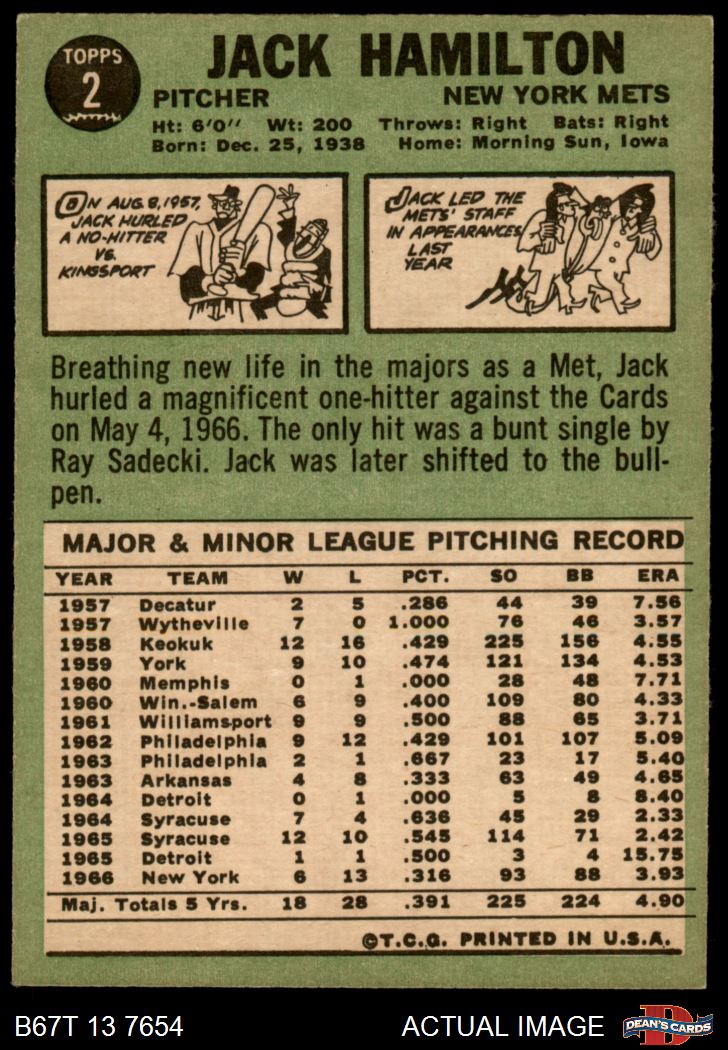 TOPPS
2
JACK HAMILTON
PITCHER NEW YORK METS
Ht: 6'0" Wt: 200 Throws: Right Bats: Right
Born: Dec. 25, 1938 Home: Morning Sun, Iowa
ON AUG. 8, 1957,
JACK HURLED
A NO-HITTER
VS.
KINGSPORT
JACK LED THE
METS' STAFF
IN APPEARANCES
LAST
YEAR
Breathing new life in the majors as a Met, Jack
hurled a magnificent one-hitter against the Cards
on May 4, 1966. The only hit was a bunt single by
Ray Sadecki. Jack was later shifted to the bull-
pen.
MAJOR & MINOR LEAGUE PITCHING RECORD
YEAR TEAM W L PCT. SO BB ERA
1957 Decatur 2 5 .286 44 39 7.56
1957 Wytheville 7 0 1.000 76 46 3.57
1958 Keokuk 12 16 .429 225 156 4.55
1959 York 9 10 .474 121 134 4.53
1960 Memphis 0 1 .000 28 48 7.71
1960 Win.-Salem 6 9 .400 109 80 4.33
1961 Williamsport 9 9 .500 88 65 3.71
1962 Philadelphia 9 12 .429 101 107 5.09
1963 Philadelphia 2 1 .667 23 17 5.40
1963 Arkansas 4 8 .333 63 49 4.65
1964 Detroit 0 1 .000 5 8 8.40
1964 Syracuse 7 4 .636 45 29 2.33
1965 Syracuse 12 10 .545 114 71 2.42
1965 Detroit 1 1 .500 3 4 15.75
1966 New York 6 13 .316 93 88 3.93
Maj. Totals 5 Yrs. 18 28 .391 225 224 4.90
©T.C.G. PRINTED IN U.S.A.
B67T 13 7654 ACTUAL IMAGE
DEAN'S CARDS